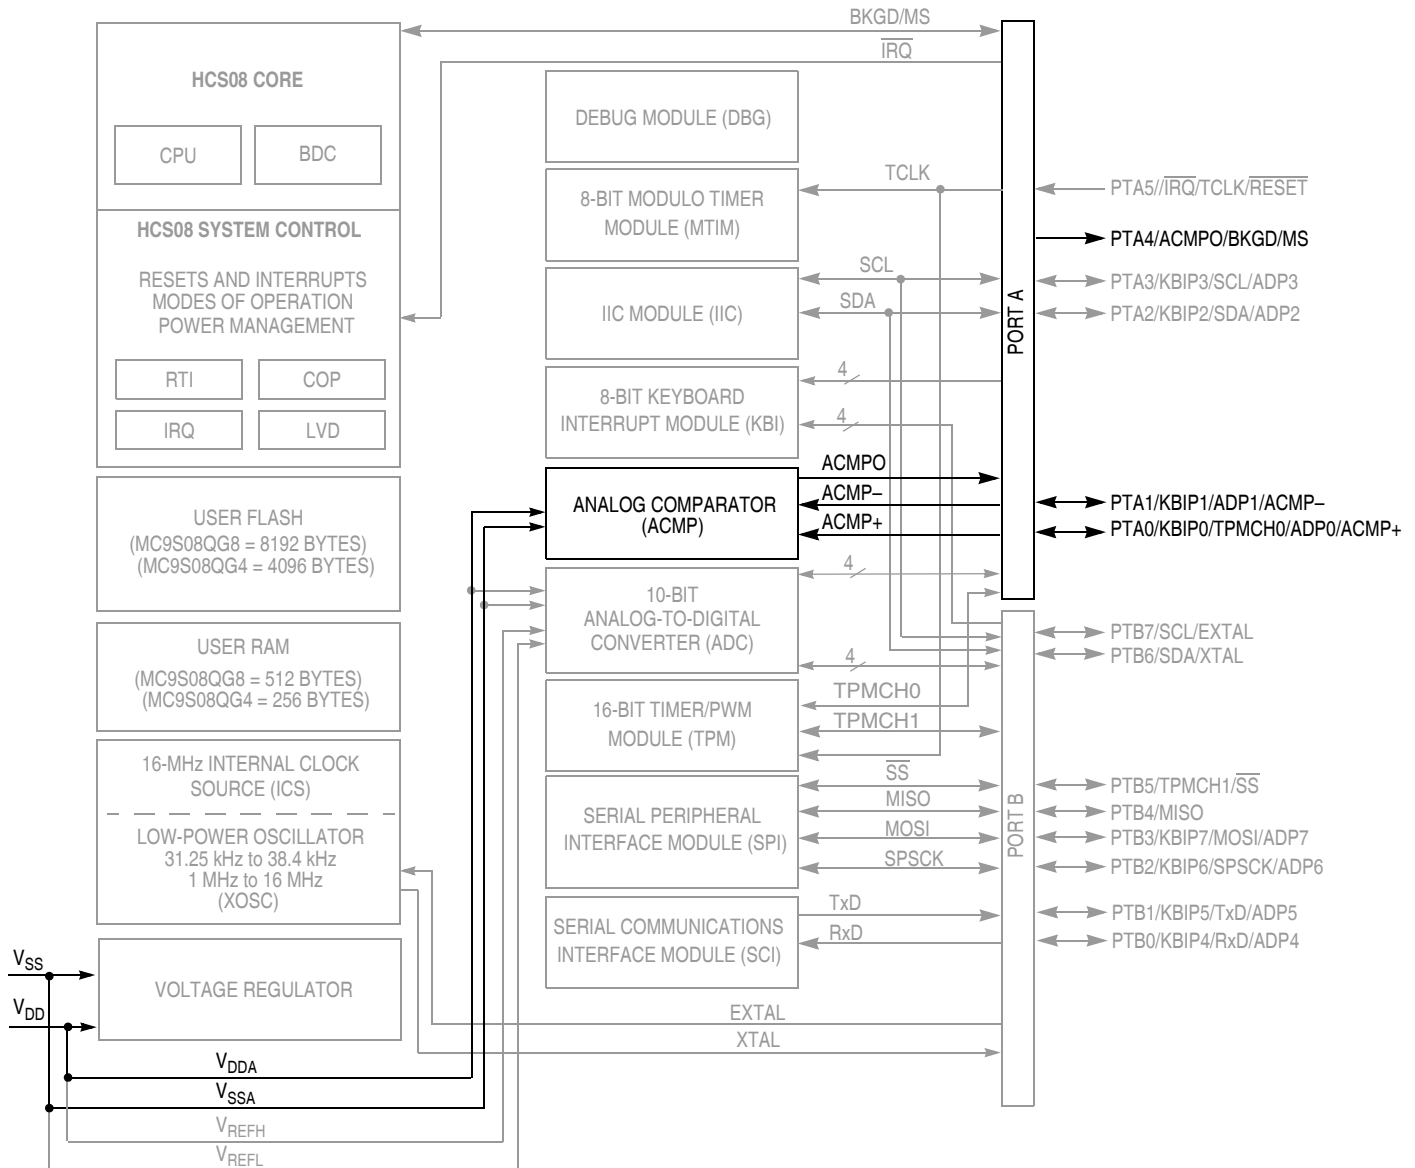 BKGD/MS
IRQ
HCS08 CORE
CPU
BDC
HCS08 SYSTEM CONTROL
RESETS AND INTERRUPTS
MODES OF OPERATION
POWER MANAGEMENT
RTI
COP
IRQ
LVD
USER FLASH
(MC9S08QG8 = 8192 BYTES)
(MC9S08QG4 = 4096 BYTES)
USER RAM
(MC9S08QG8 = 512 BYTES)
(MC9S08QG4 = 256 BYTES)
16-MHz INTERNAL CLOCK
SOURCE (ICS)
LOW-POWER OSCILLATOR
31.25 kHz to 38.4 kHz
1 MHz to 16 MHz
(XOSC)
VSS
VDD
VOLTAGE REGULATOR
VDDA
VSSA
VREFH
VREFL
DEBUG MODULE (DBG)
8-BIT MODULO TIMER
MODULE (MTIM)
TCLK
IIC MODULE (IIC)
SCL
SDA
8-BIT KEYBOARD
INTERRUPT MODULE (KBI)
4
4
ANALOG COMPARATOR
(ACMP)
ACMPO
ACMP–
ACMP+
10-BIT
ANALOG-TO-DIGITAL
CONVERTER (ADC)
4
4
16-BIT TIMER/PWM
MODULE (TPM)
TPMCH0
TPMCH1
SERIAL PERIPHERAL
INTERFACE MODULE (SPI)
SS
MISO
MOSI
SPSCK
SERIAL COMMUNICATIONS
INTERFACE MODULE (SCI)
TxD
RxD
EXTAL
XTAL
PORT A
PORT B
PTA5//IRQ/TCLK/RESET
PTA4/ACMPO/BKGD/MS
PTA3/KBIP3/SCL/ADP3
PTA2/KBIP2/SDA/ADP2
PTA1/KBIP1/ADP1/ACMP–
PTA0/KBIP0/TPMCH0/ADP0/ACMP+
PTB7/SCL/EXTAL
PTB6/SDA/XTAL
PTB5/TPMCH1/SS
PTB4/MISO
PTB3/KBIP7/MOSI/ADP7
PTB2/KBIP6/SPSCK/ADP6
PTB1/KBIP5/TxD/ADP5
PTB0/KBIP4/RxD/ADP4